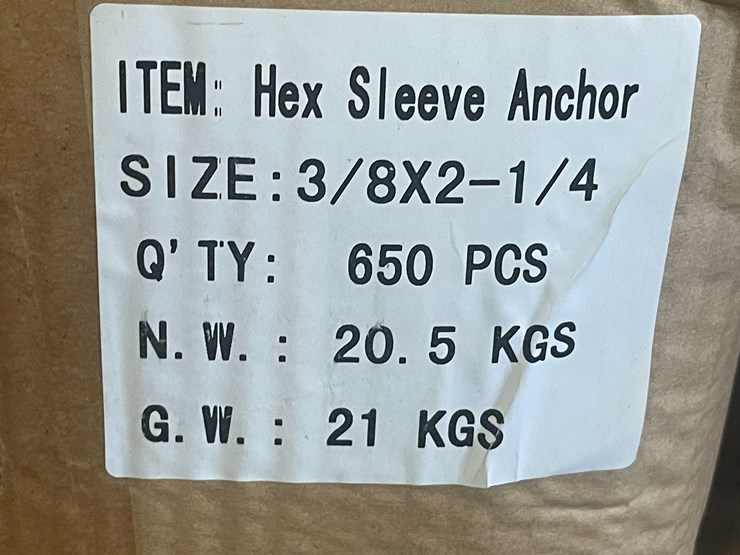 ITEM: Hex Sleeve Anchor
SIZE:3/8X2-1/4
Q'TY: 650 PCS
N.W.: 20.5 KGS
G.W.: 21 KGS